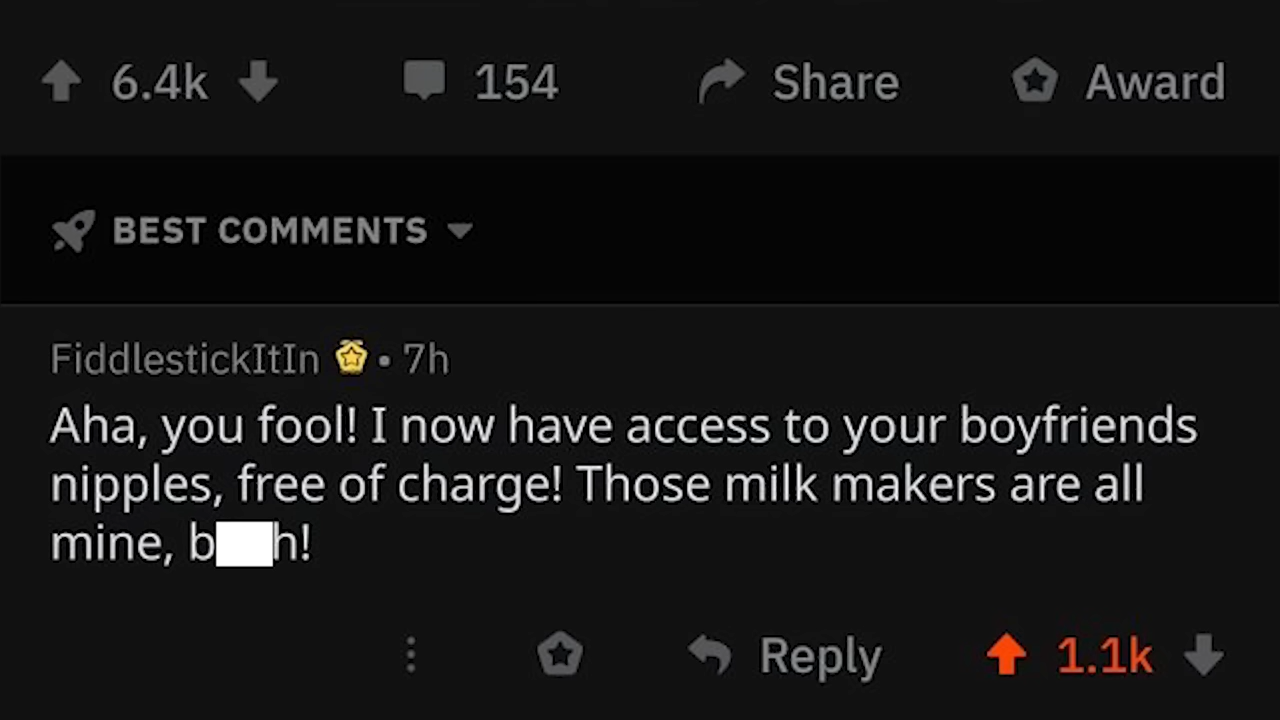 6.4k 154 Share Award
BEST COMMENTS
FiddlestickItIn • 7h
Aha, you fool! I now have access to your boyfriends
nipples, free of charge! Those milk makers are all
mine, b h!
Reply 1.1k